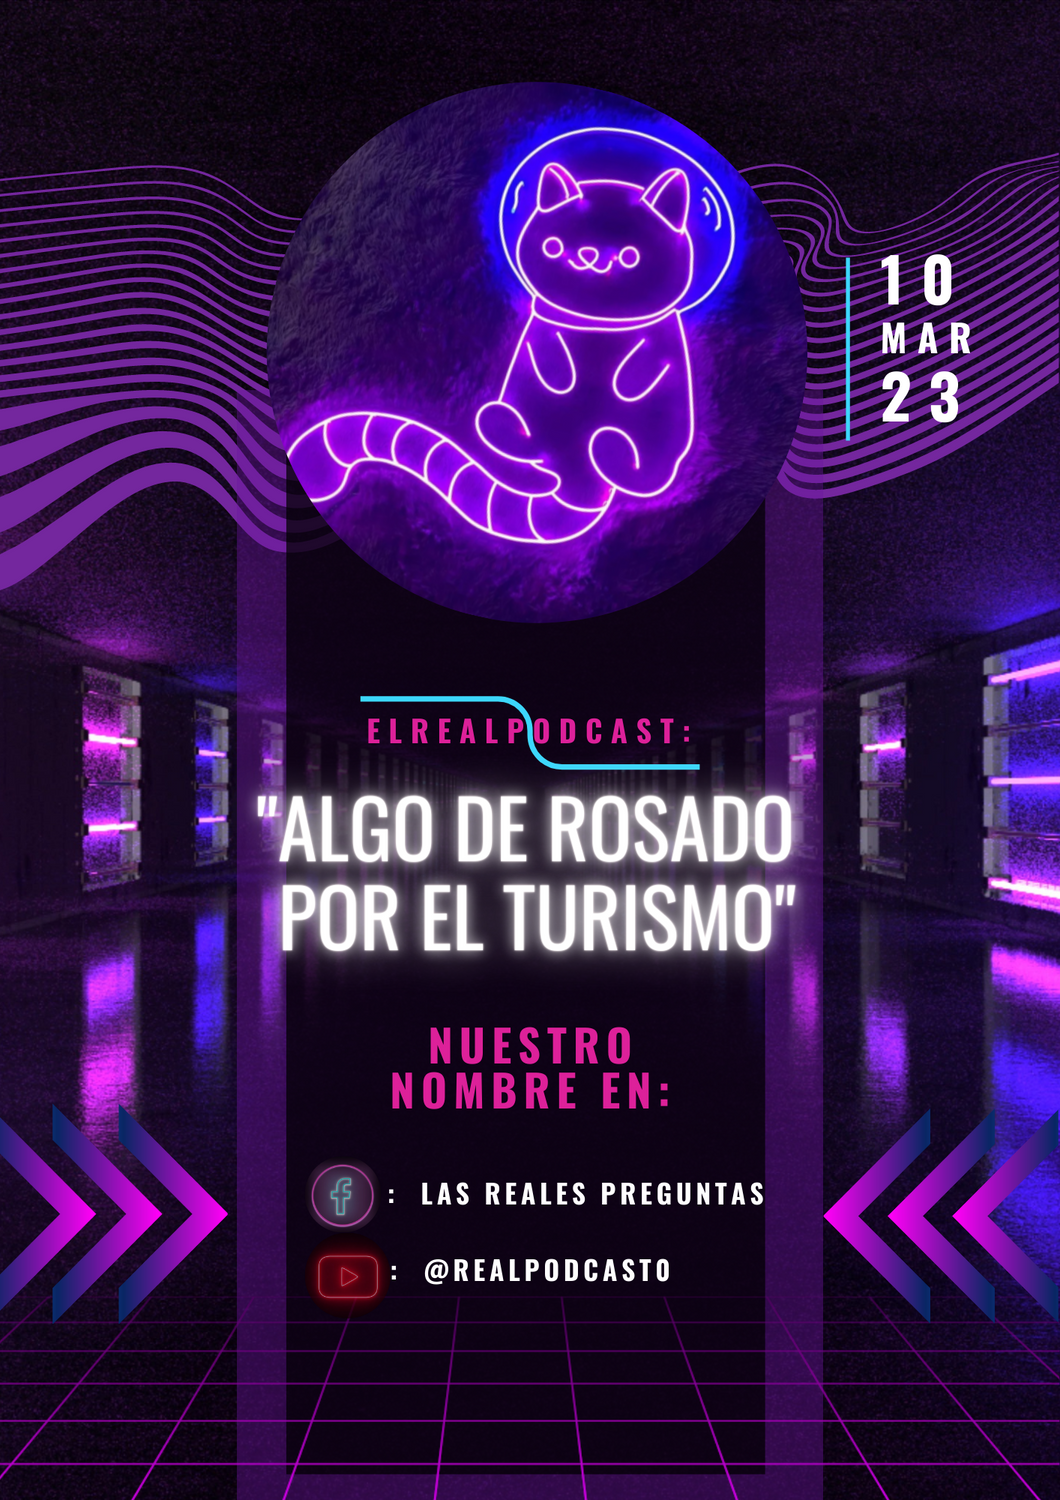 10
MAR
23
ELREALPODCAST:
"ALGO DE ROSADO
POR EL TURISMO"
NUESTRO
NOMBRE EN:
: LAS REALES PREGUNTAS
: @REALPODCASTO